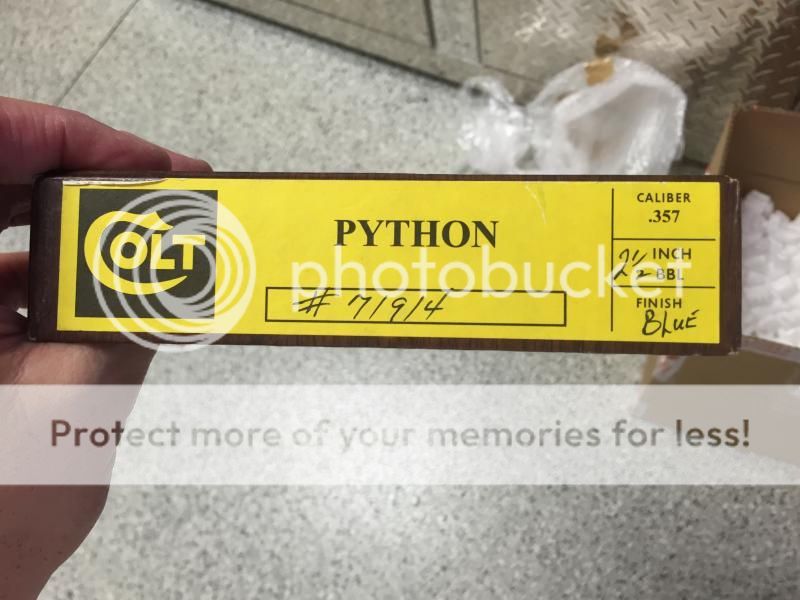 COLT
PYTHON
# 71914
CALIBER
.357
2½ INCH
BBL
FINISH
BLUE
photobucket
Protect more of your memories for less!